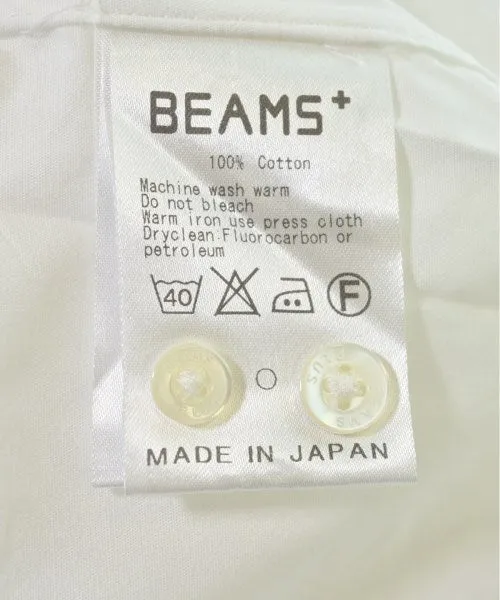 BEAMS+
100% Cotton
Machine wash warm
Do not bleach
Warm iron use press cloth
Dryclean·Fluorocarbon or
petroleum
40
F
MADE IN JAPAN